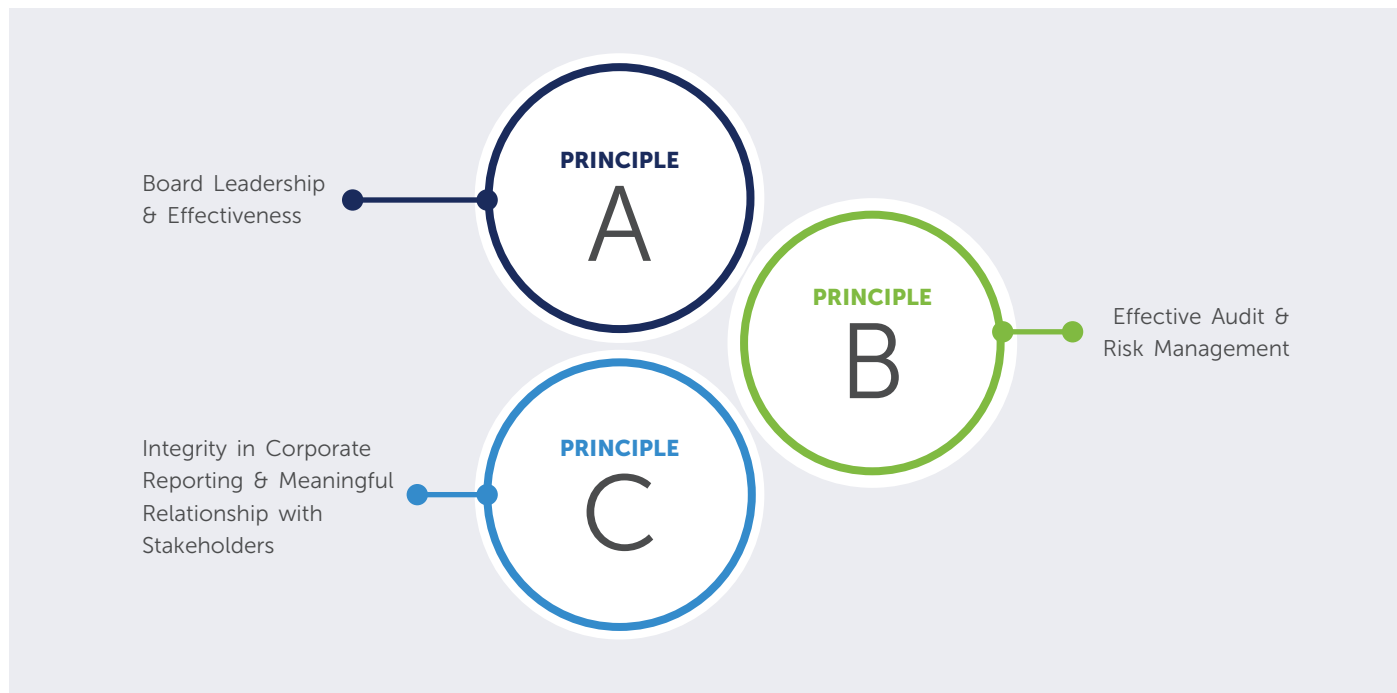 PRINCIPLE
A
Board Leadership
& Effectiveness
PRINCIPLE
B
Effective Audit &
Risk Management
PRINCIPLE
C
Integrity in Corporate
Reporting & Meaningful
Relationship with
Stakeholders